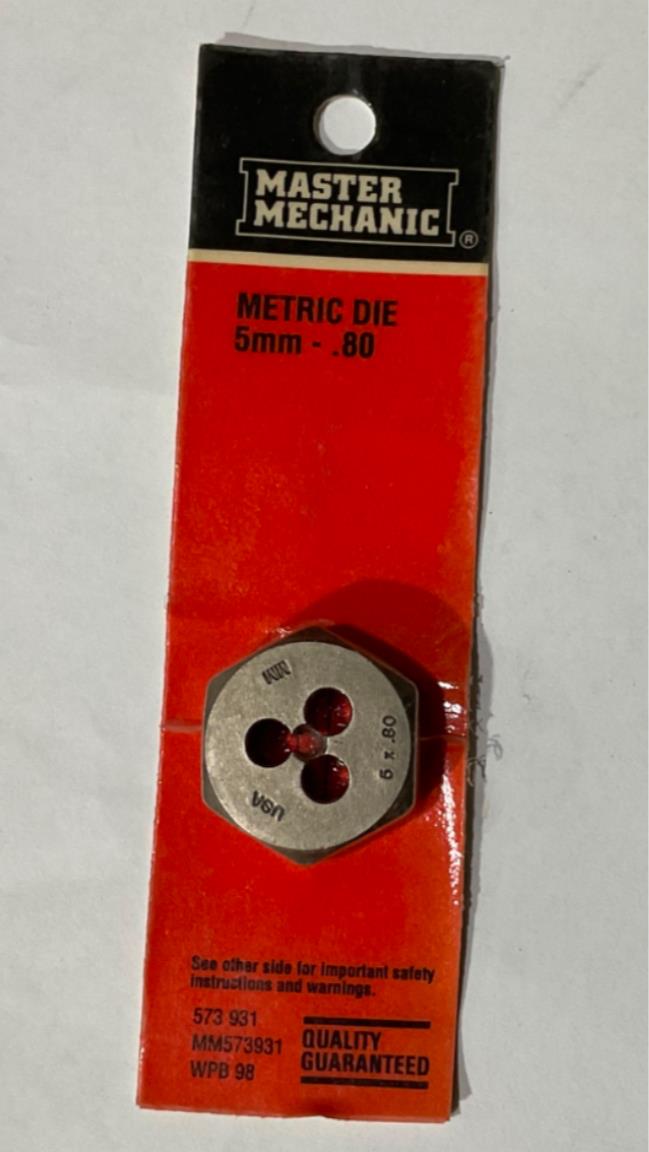 MASTER
MECHANIC
®
METRIC DIE
5mm - .80
MM
5 x .80
USA
See other side for important safety
instructions and warnings.
573 931
MM573931
WPB 98
QUALITY
GUARANTEED